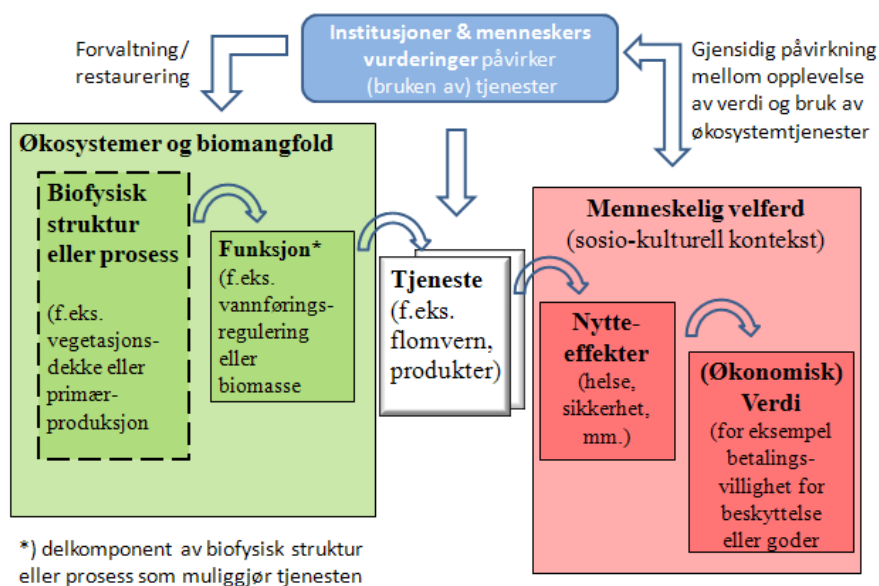 Forvaltning/
restaurering
Institusjoner & menneskers
vurderinger påvirker
(bruken av) tjenester
Gjensidig påvirkning
mellom opplevelse
av verdi og bruk av
økosystemtjenester
Økosystemer og biomangfold
Biofysisk
struktur
eller prosess
(f.eks.
vegetasjons-
dekke eller
primær-
produksjon
Funksjon*
(f.eks.
vannførings-
regulering
eller
biomasse
Tjeneste
(f.eks.
flomvern,
produkter)
Menneskelig velferd
(sosio-kulturell kontekst)
Nytte-
effekter
(helse,
sikkerhet,
mm.)
(Økonomisk)
Verdi
(for eksempel
betalings-
villighet for
beskyttelse
eller goder
*) delkomponent av biofysisk struktur
eller prosess som muliggjør tjenesten